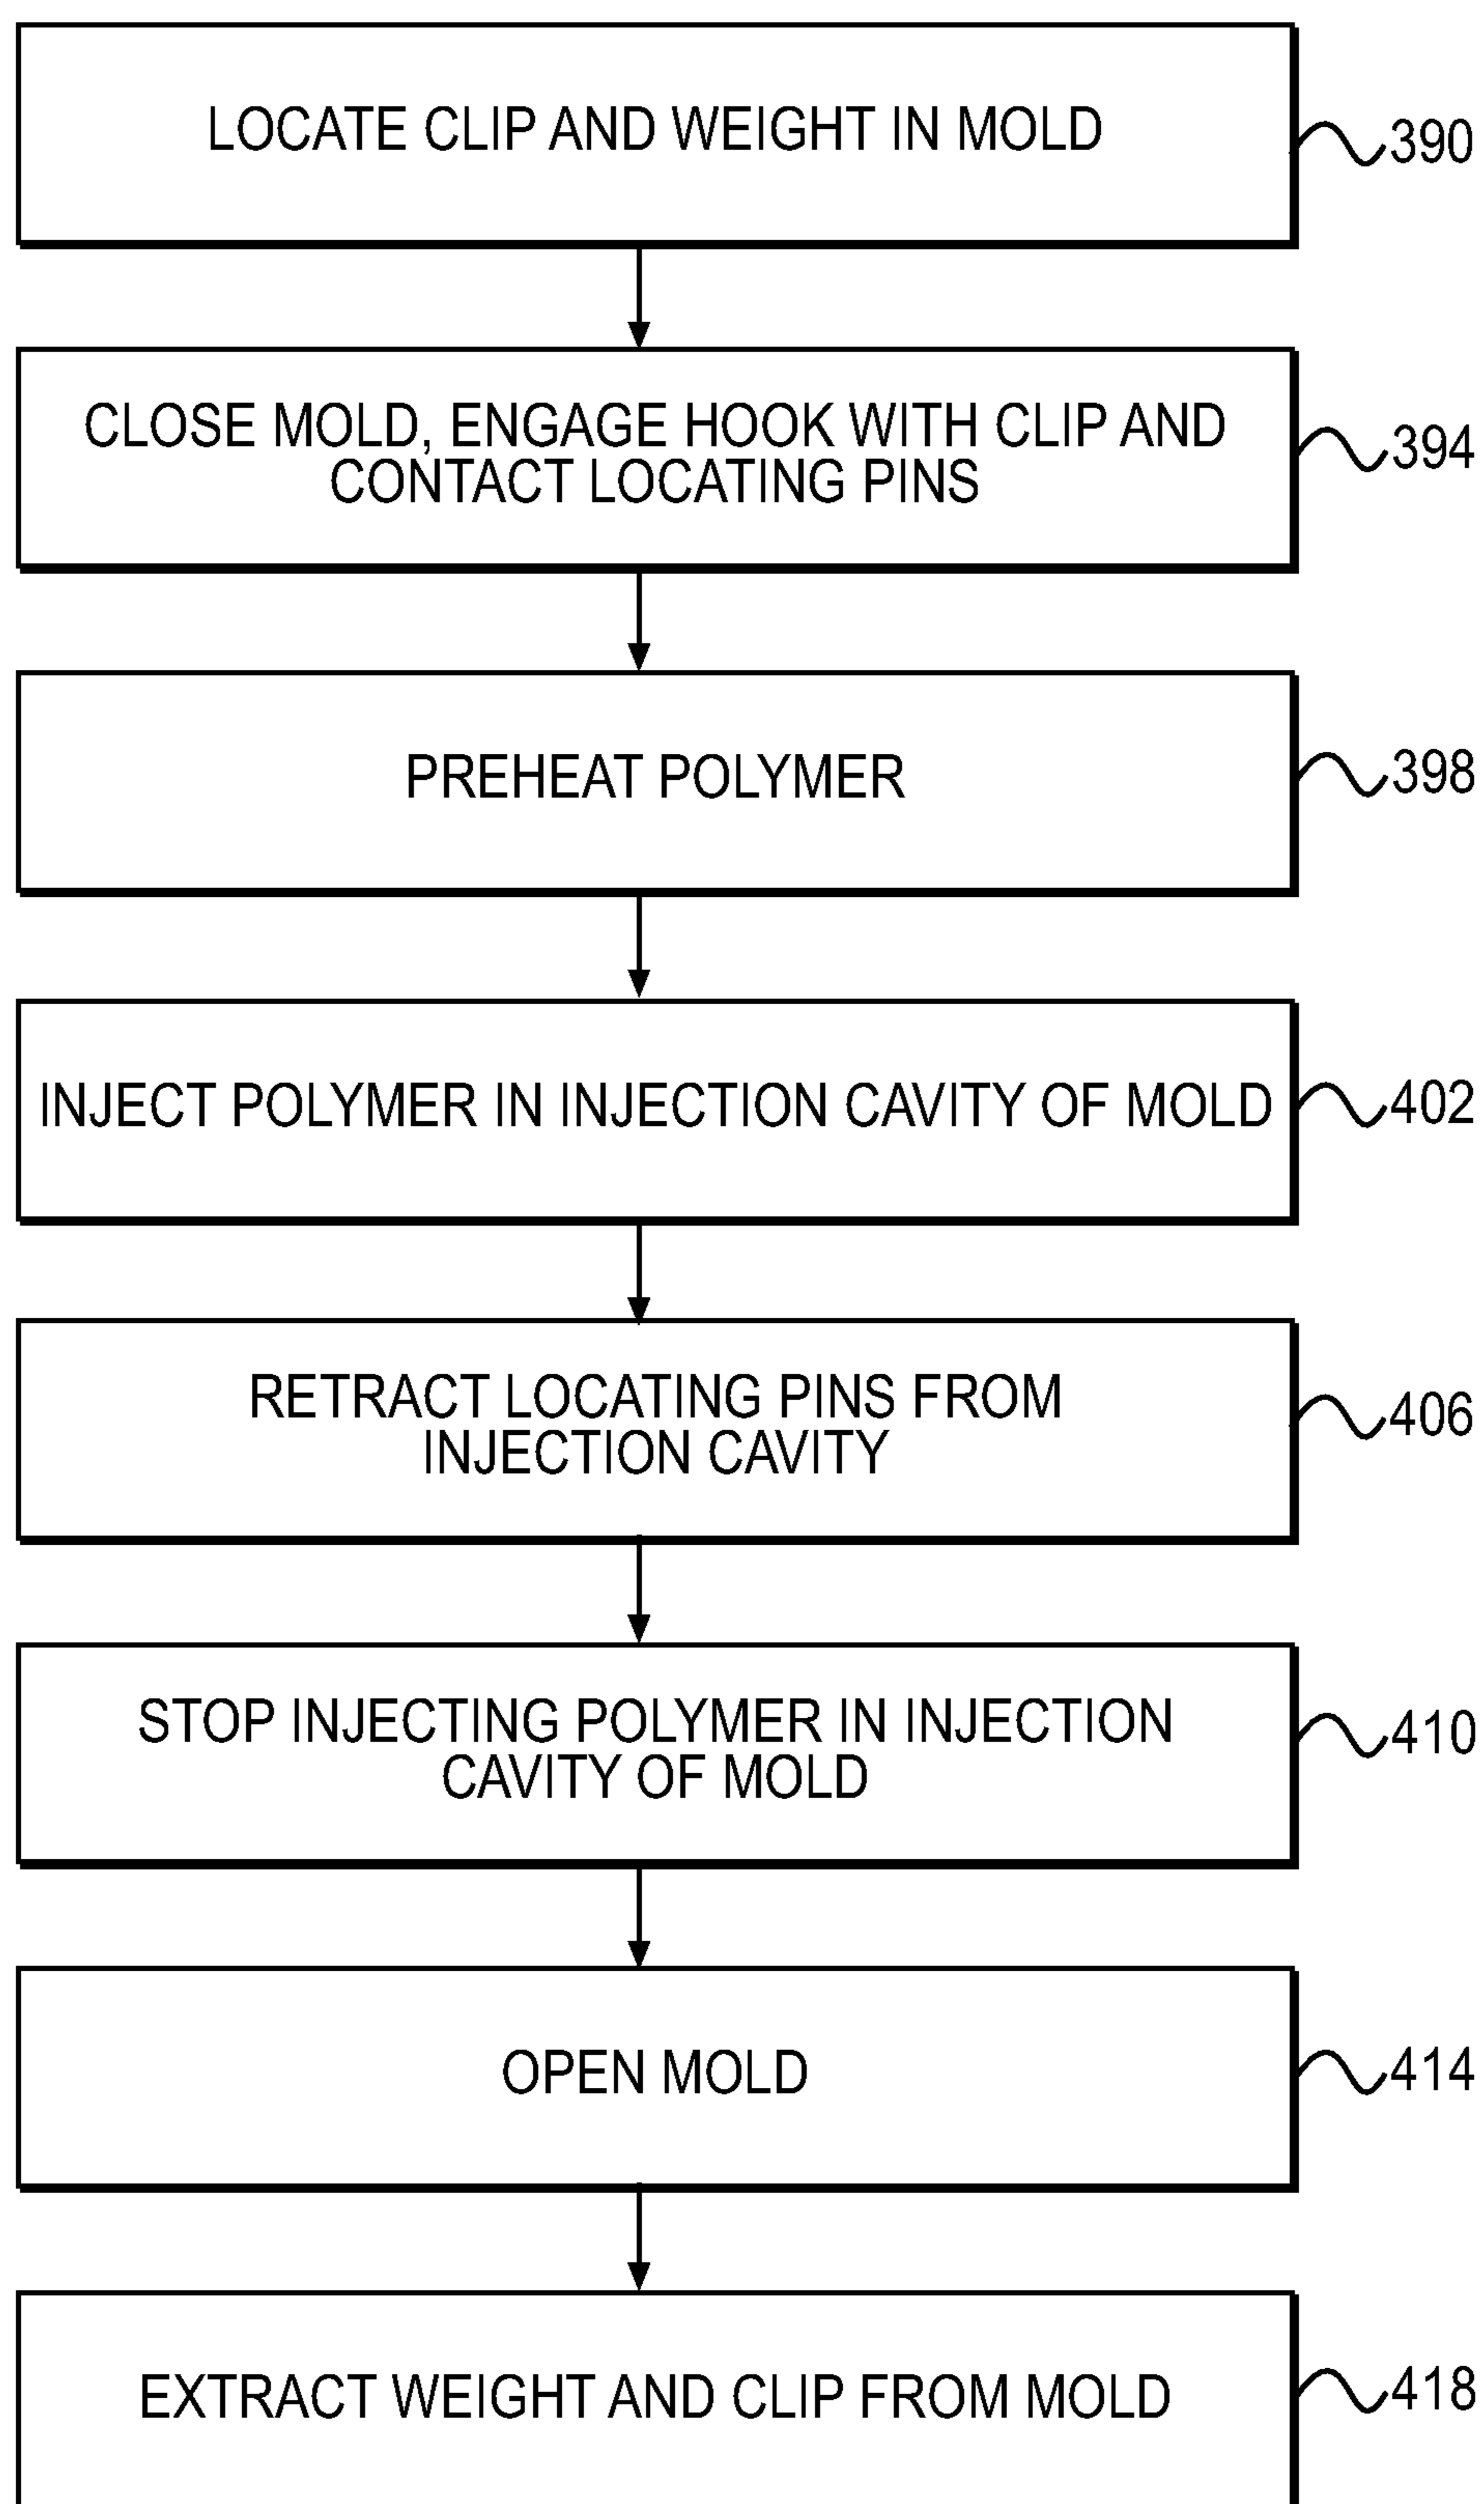 LOCATE CLIP AND WEIGHT IN MOLD
390
CLOSE MOLD, ENGAGE HOOK WITH CLIP AND
CONTACT LOCATING PINS
394
PREHEAT POLYMER
398
INJECT POLYMER IN INJECTION CAVITY OF MOLD
402
RETRACT LOCATING PINS FROM
INJECTION CAVITY
406
STOP INJECTING POLYMER IN INJECTION
CAVITY OF MOLD
410
OPEN MOLD
414
EXTRACT WEIGHT AND CLIP FROM MOLD
418